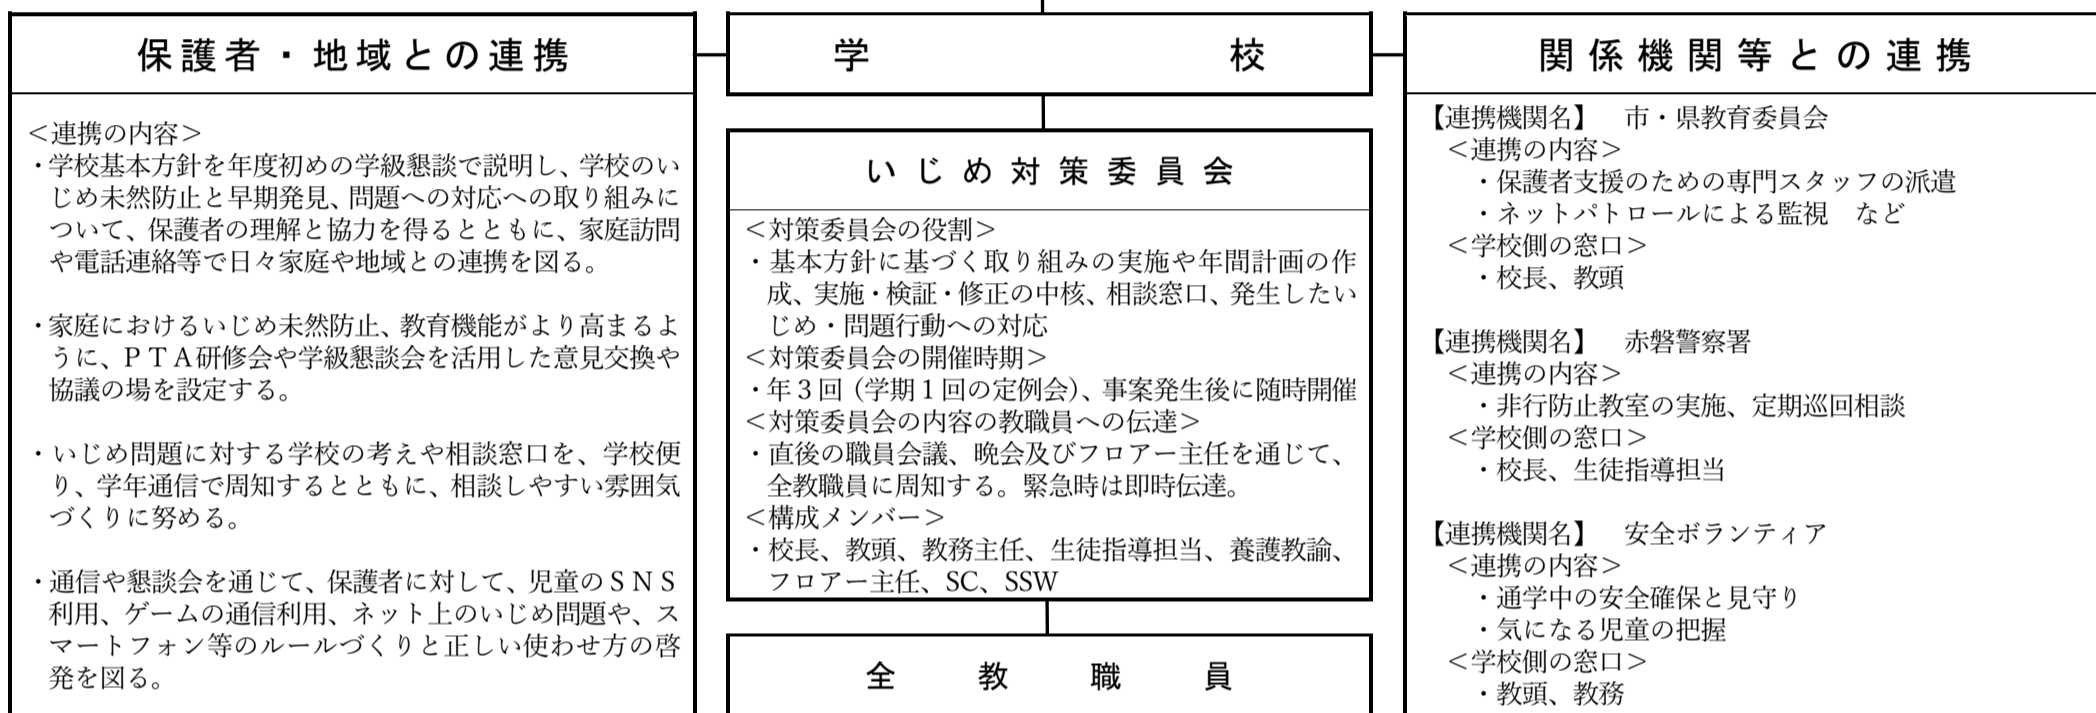 保護者・地域との連携
＜連携の内容＞
・学校基本方針を年度初めの学級懇談で説明し、学校のい
じめ未然防止と早期発見、問題への対応への取り組みに
ついて、保護者の理解と協力を得るとともに、家庭訪問
や電話連絡等で日々家庭や地域との連携を図る。
・家庭におけるいじめ未然防止、教育機能がより高まるよ
うに、ＰＴＡ研修会や学級懇談会を活用した意見交換や
協議の場を設定する。
・いじめ問題に対する学校の考えや相談窓口を、学校便
り、学年通信で周知するとともに、相談しやすい雰囲気
づくりに努める。
・通信や懇談会を通じて、保護者に対して、児童のＳＮＳ
利用、ゲームの通信利用、ネット上のいじめ問題や、ス
マートフォン等のルールづくりと正しい使わせ方の啓
発を図る。
学校
いじめ対策委員会
＜対策委員会の役割＞
・基本方針に基づく取り組みの実施や年間計画の作
成、実施・検証・修正の中核、相談窓口、発生したい
じめ・問題行動への対応
＜対策委員会の開催時期＞
・年３回（学期１回の定例会）、事案発生後に随時開催
＜対策委員会の内容の教職員への伝達＞
・直後の職員会議、晩会及びフロアー主任を通じて、
全教職員に周知する。緊急時は即時伝達。
＜構成メンバー＞
・校長、教頭、教務主任、生徒指導担当、養護教諭、
フロアー主任、SC、SSW
全教職員
関係機関等との連携
【連携機関名】　市・県教育委員会
＜連携の内容＞
・保護者支援のための専門スタッフの派遣
・ネットパトロールによる監視　など
＜学校側の窓口＞
・校長、教頭
【連携機関名】　赤磐警察署
＜連携の内容＞
・非行防止教室の実施、定期巡回相談
＜学校側の窓口＞
・校長、生徒指導担当
【連携機関名】　安全ボランティア
＜連携の内容＞
・通学中の安全確保と見守り
・気になる児童の把握
＜学校側の窓口＞
・教頭、教務